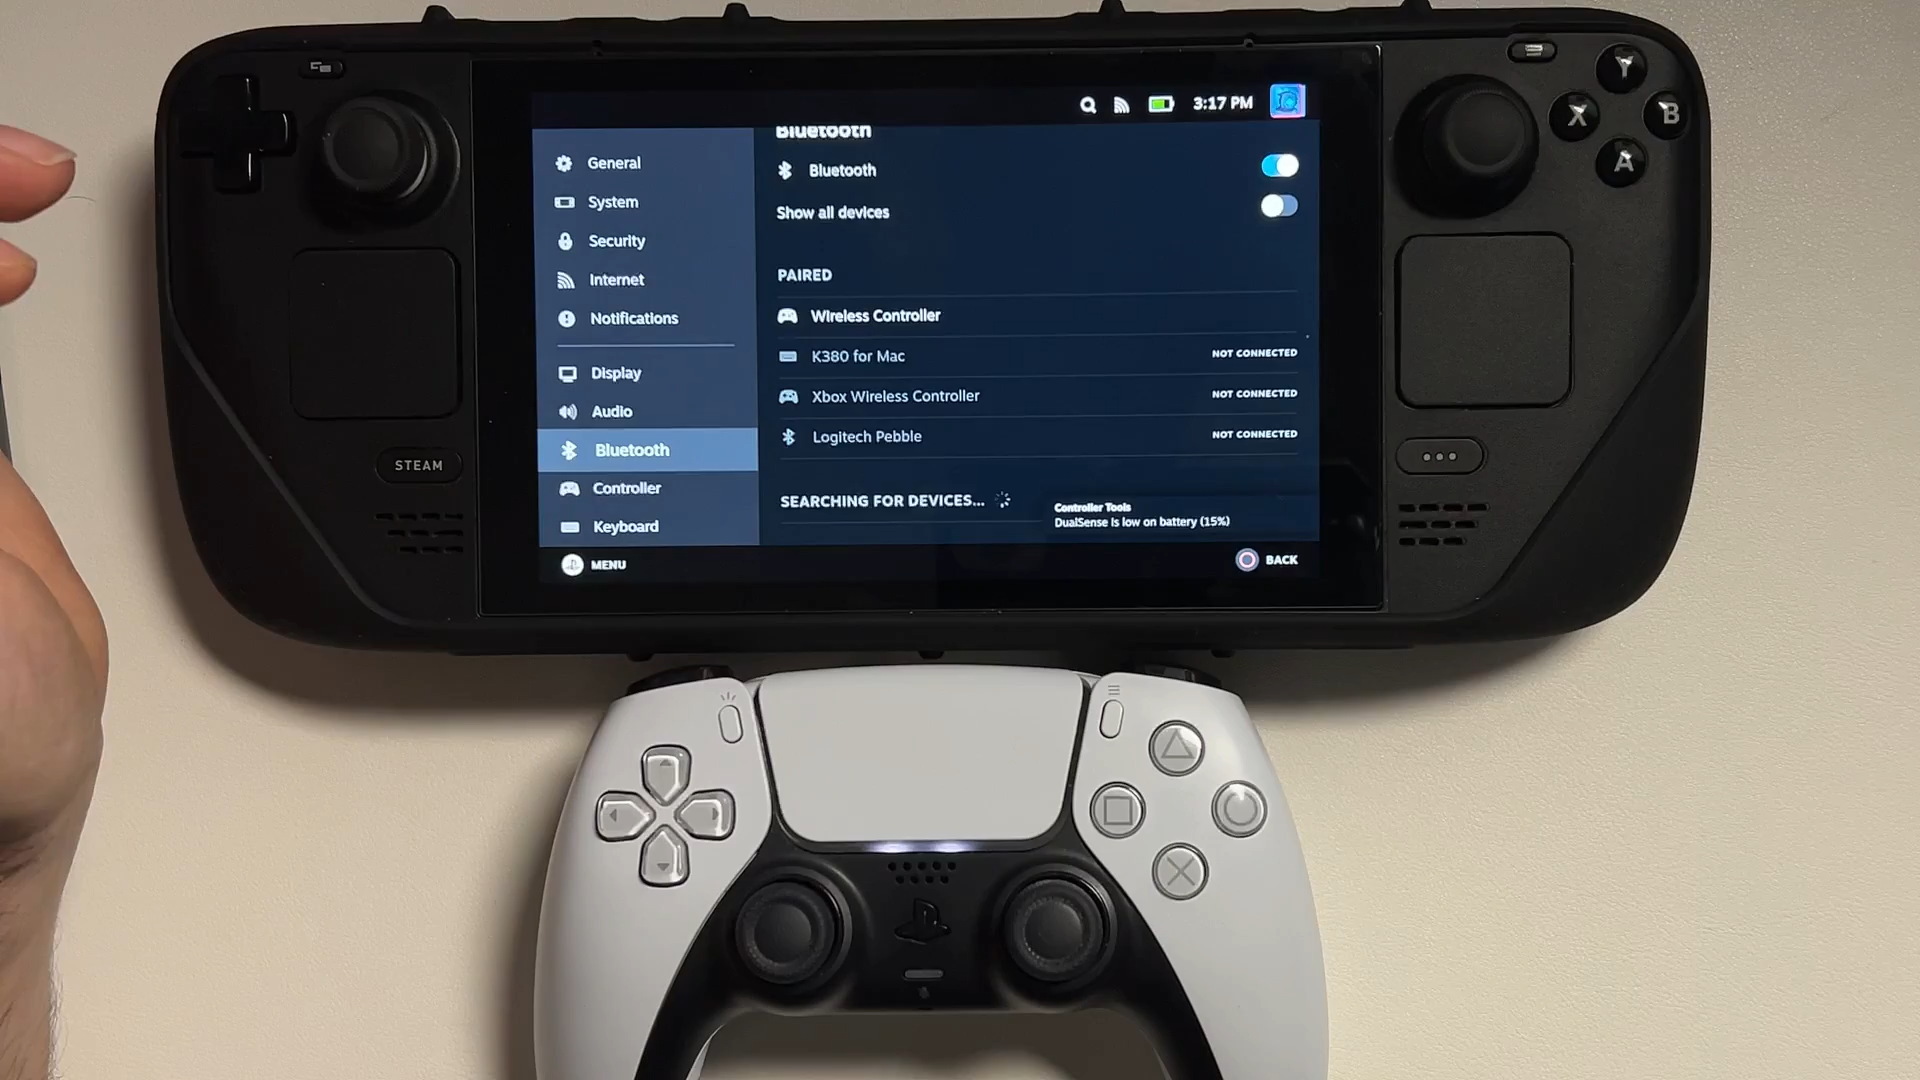 3:17 PM
General
System
Security
Internet
Notifications
Display
Audio
Bluetooth
Controller
Keyboard
Bluetooth
Bluetooth
Show all devices
PAIRED
Wireless Controller
K380 for Mac NOT CONNECTED
Xbox Wireless Controller NOT CONNECTED
Logitech Pebble NOT CONNECTED
SEARCHING FOR DEVICES...
Controller Tools
DualSense is low on battery (15%)
MENU
BACK
STEAM
Y
X
B
A